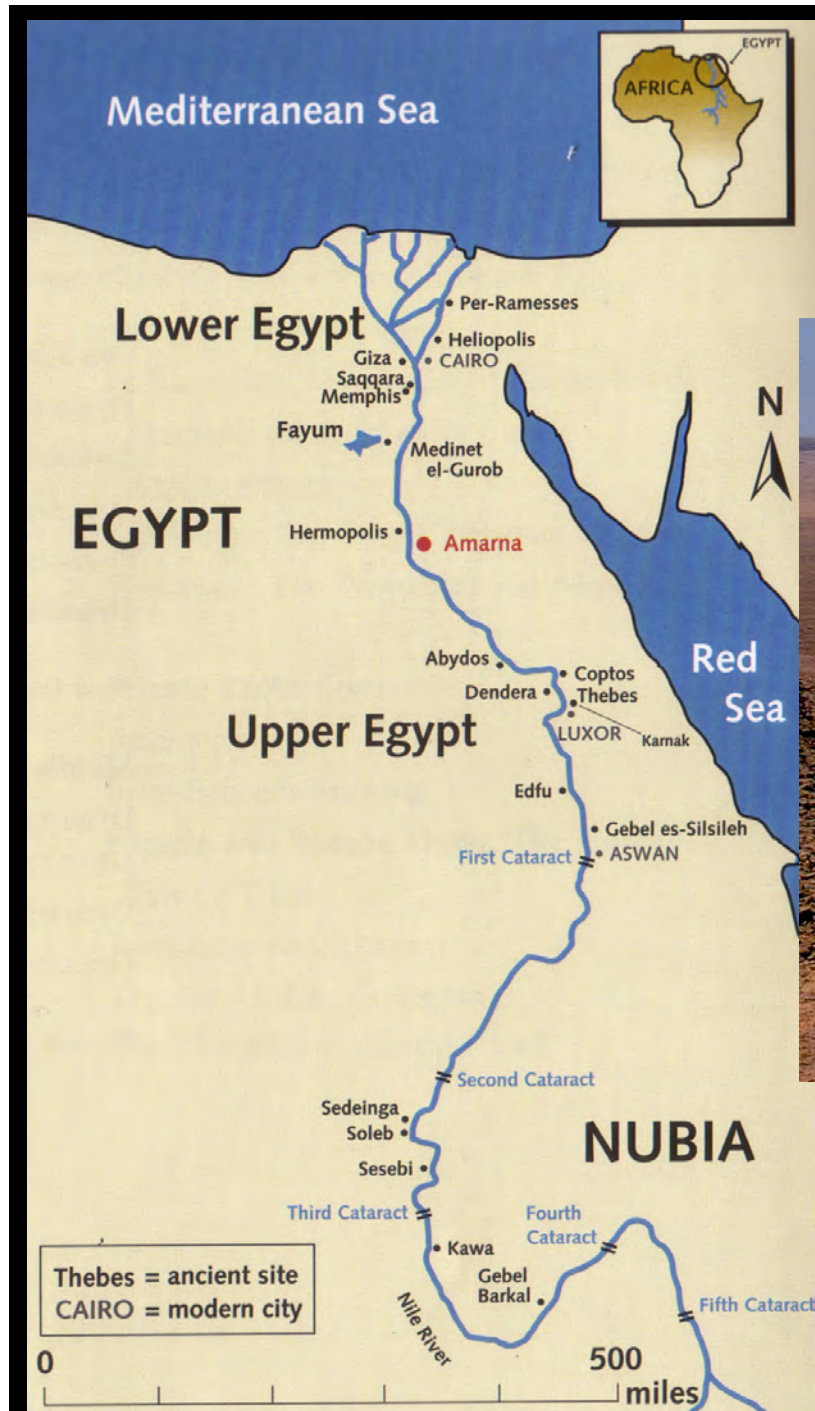 EGYPT
AFRICA
Mediterranean Sea
Per-Ramesses
Lower Egypt
Heliopolis
Giza
CAIRO
Saqqara
Memphis
N
Fayum
Medinet
el-Gurob
EGYPT
Hermopolis
Amarna
Abydos
Coptos
Dendera
Thebes
Red
Sea
Upper Egypt
LUXOR
Karnak
Edfu
Gebel es-Silsileh
First Cataract
ASWAN
Second Cataract
Sedeinga
Soleb
NUBIA
Sesebi
Third Cataract
Fourth
Cataract
Kawa
Gebel
Barkal
Nile River
Fifth Cataract
Thebes = ancient site
CAIRO = modern city
0
500
miles